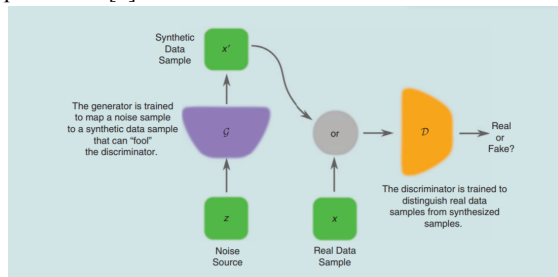 Synthetic
Data
Sample
x'
The generator is trained
to map a noise sample
to a synthetic data sample
that can "fool"
the discriminator.
G
or
D
Real
or
Fake?
The discriminator is trained to
distinguish real data
samples from synthesized
samples.
z
x
Noise
Source
Real Data
Sample